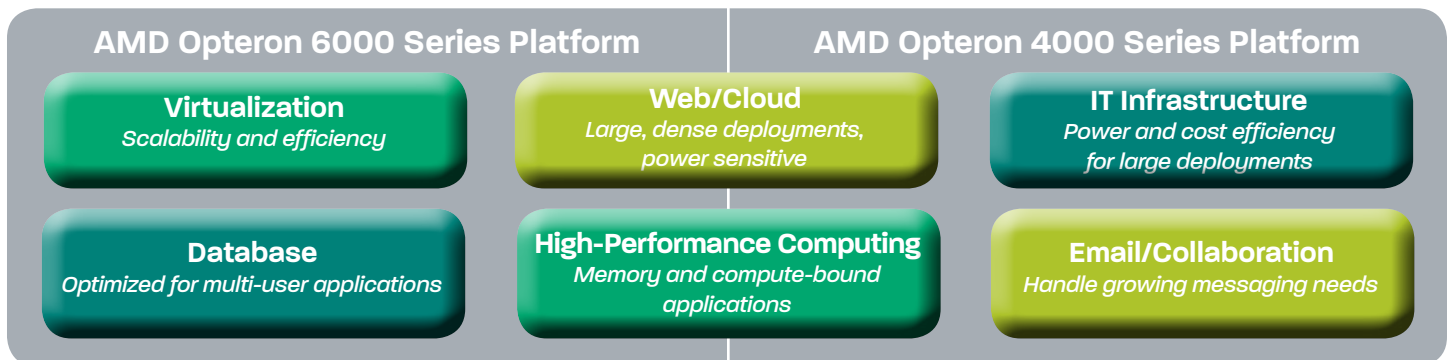 AMD Opteron 6000 Series Platform
AMD Opteron 4000 Series Platform
Virtualization
Scalability and efficiency
Web/Cloud
Large, dense deployments,
power sensitive
IT Infrastructure
Power and cost efficiency
for large deployments
Database
Optimized for multi-user applications
High-Performance Computing
Memory and compute-bound
applications
Email/Collaboration
Handle growing messaging needs